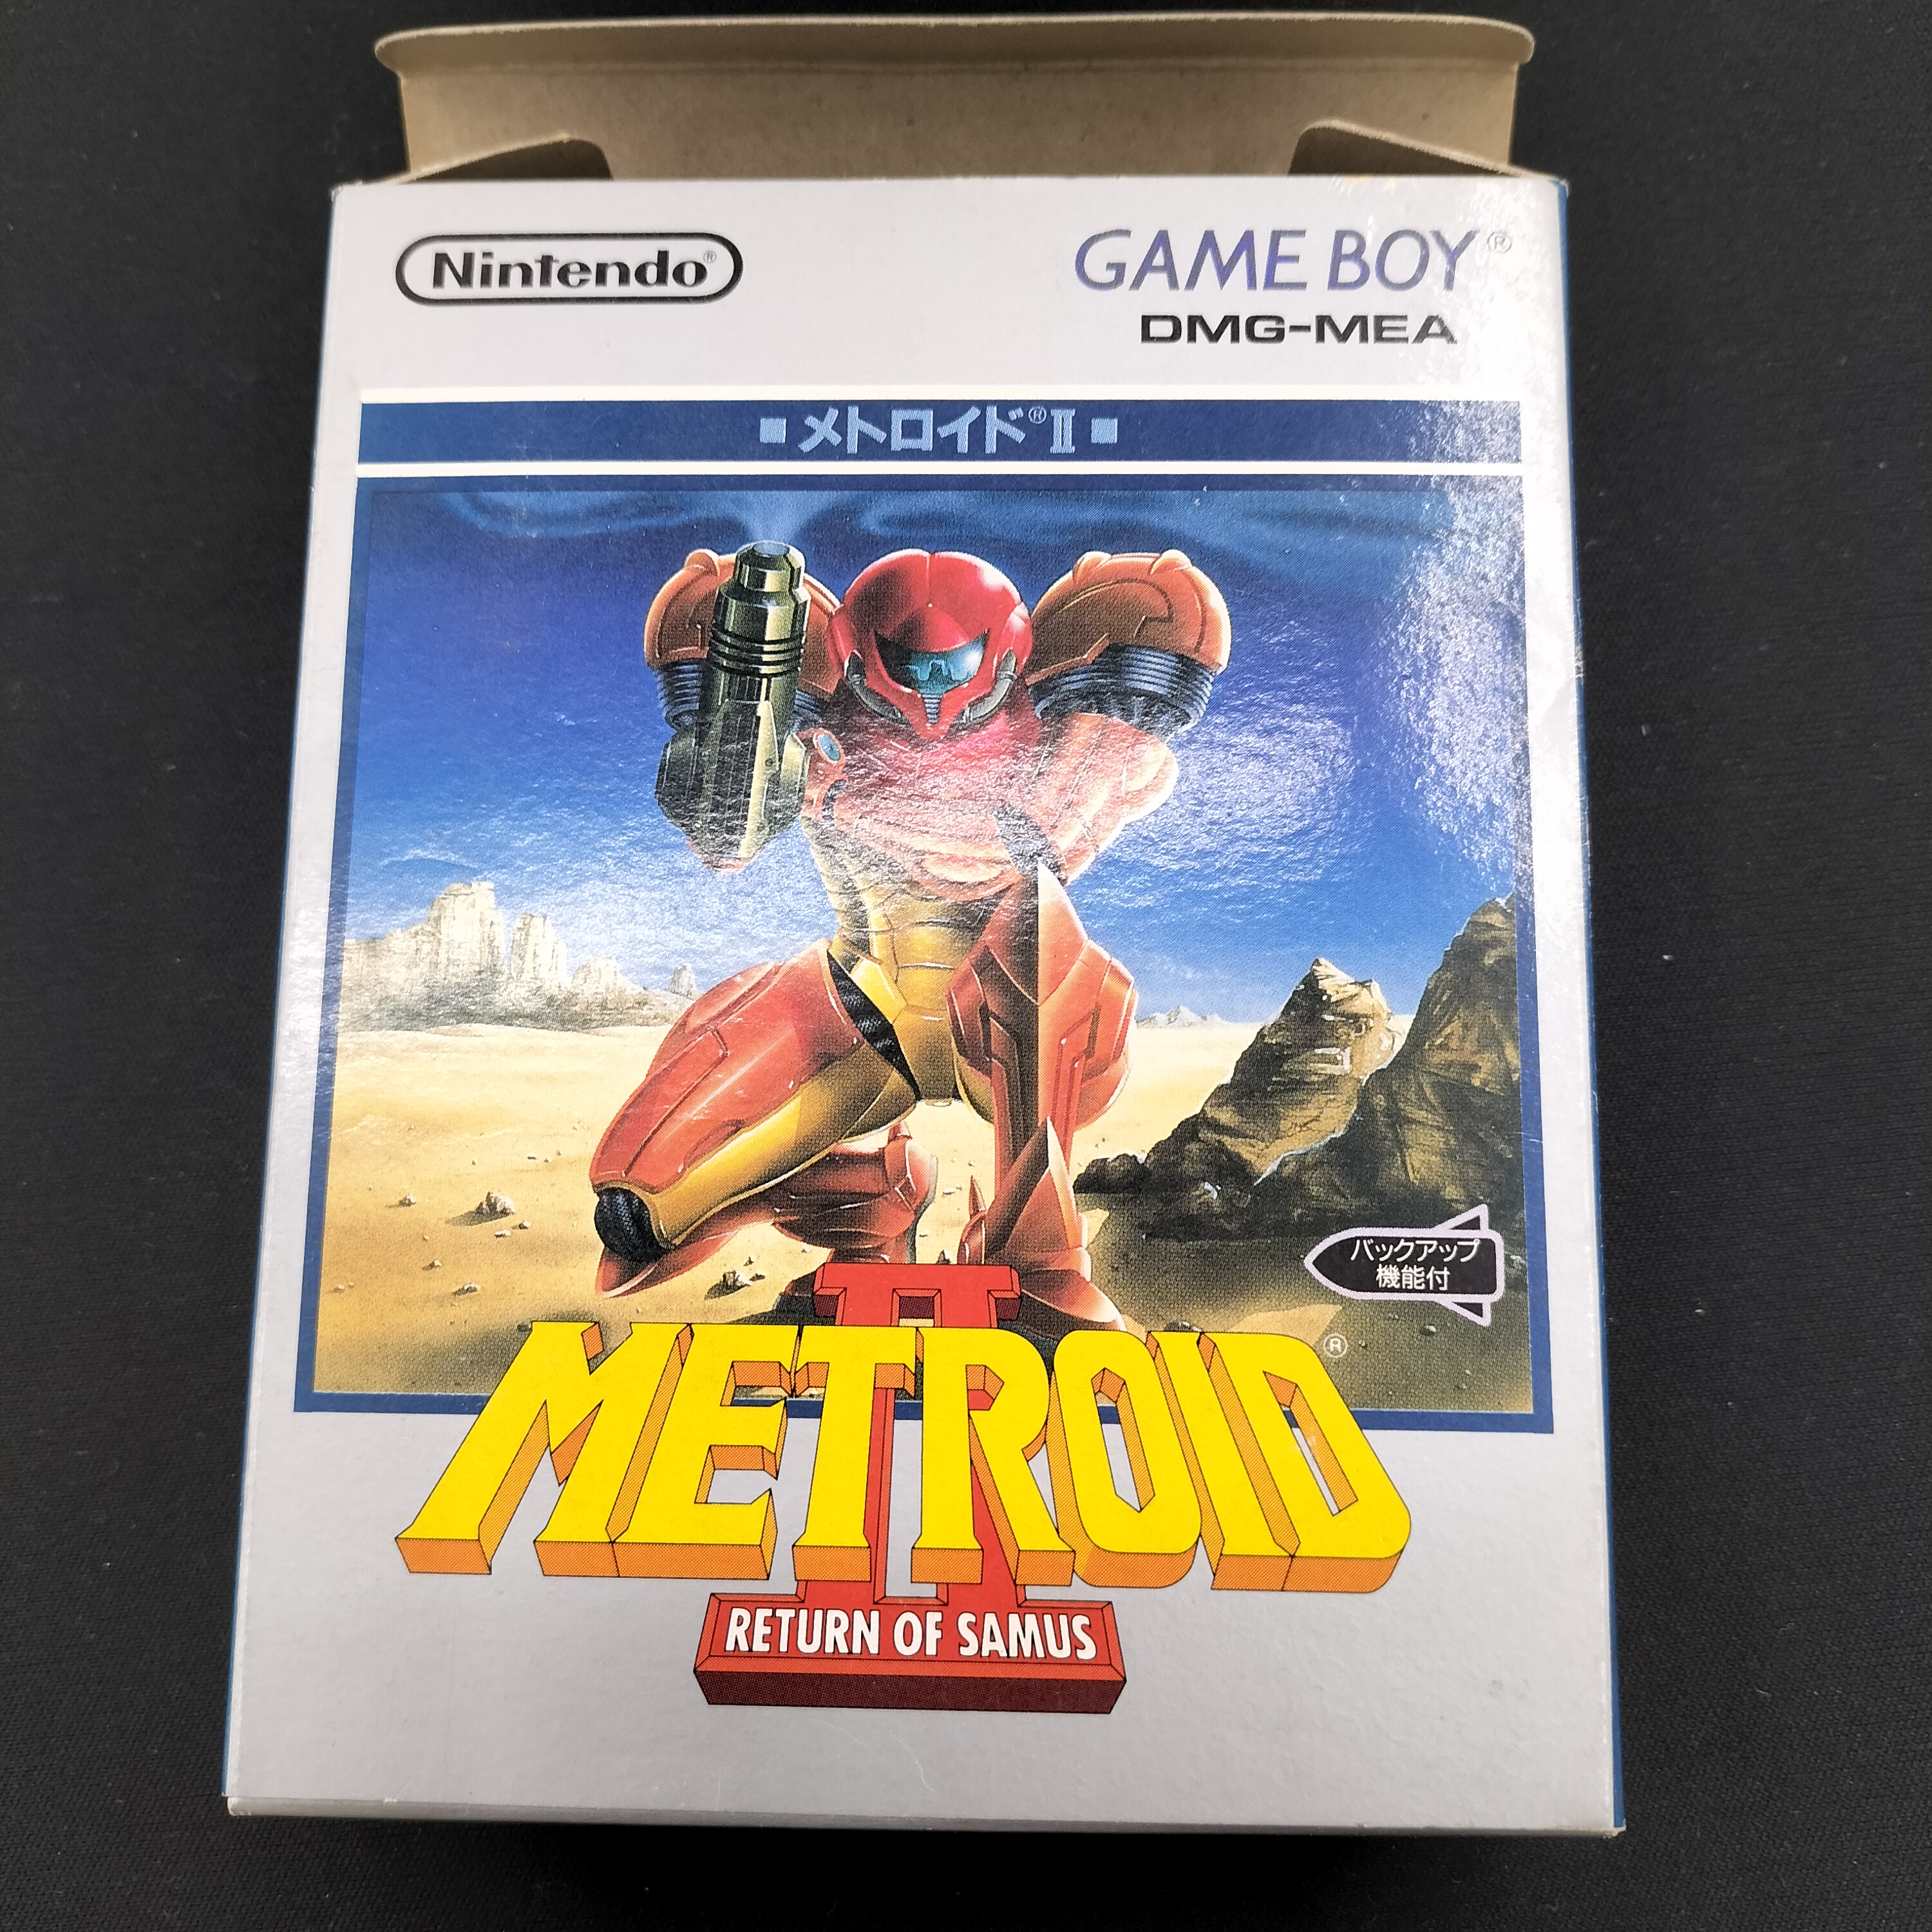 Nintendo®
GAME BOY®
DMG-MEA
■メトロイド®II■
バックアップ
機能付
II
METROID®
RETURN OF SAMUS